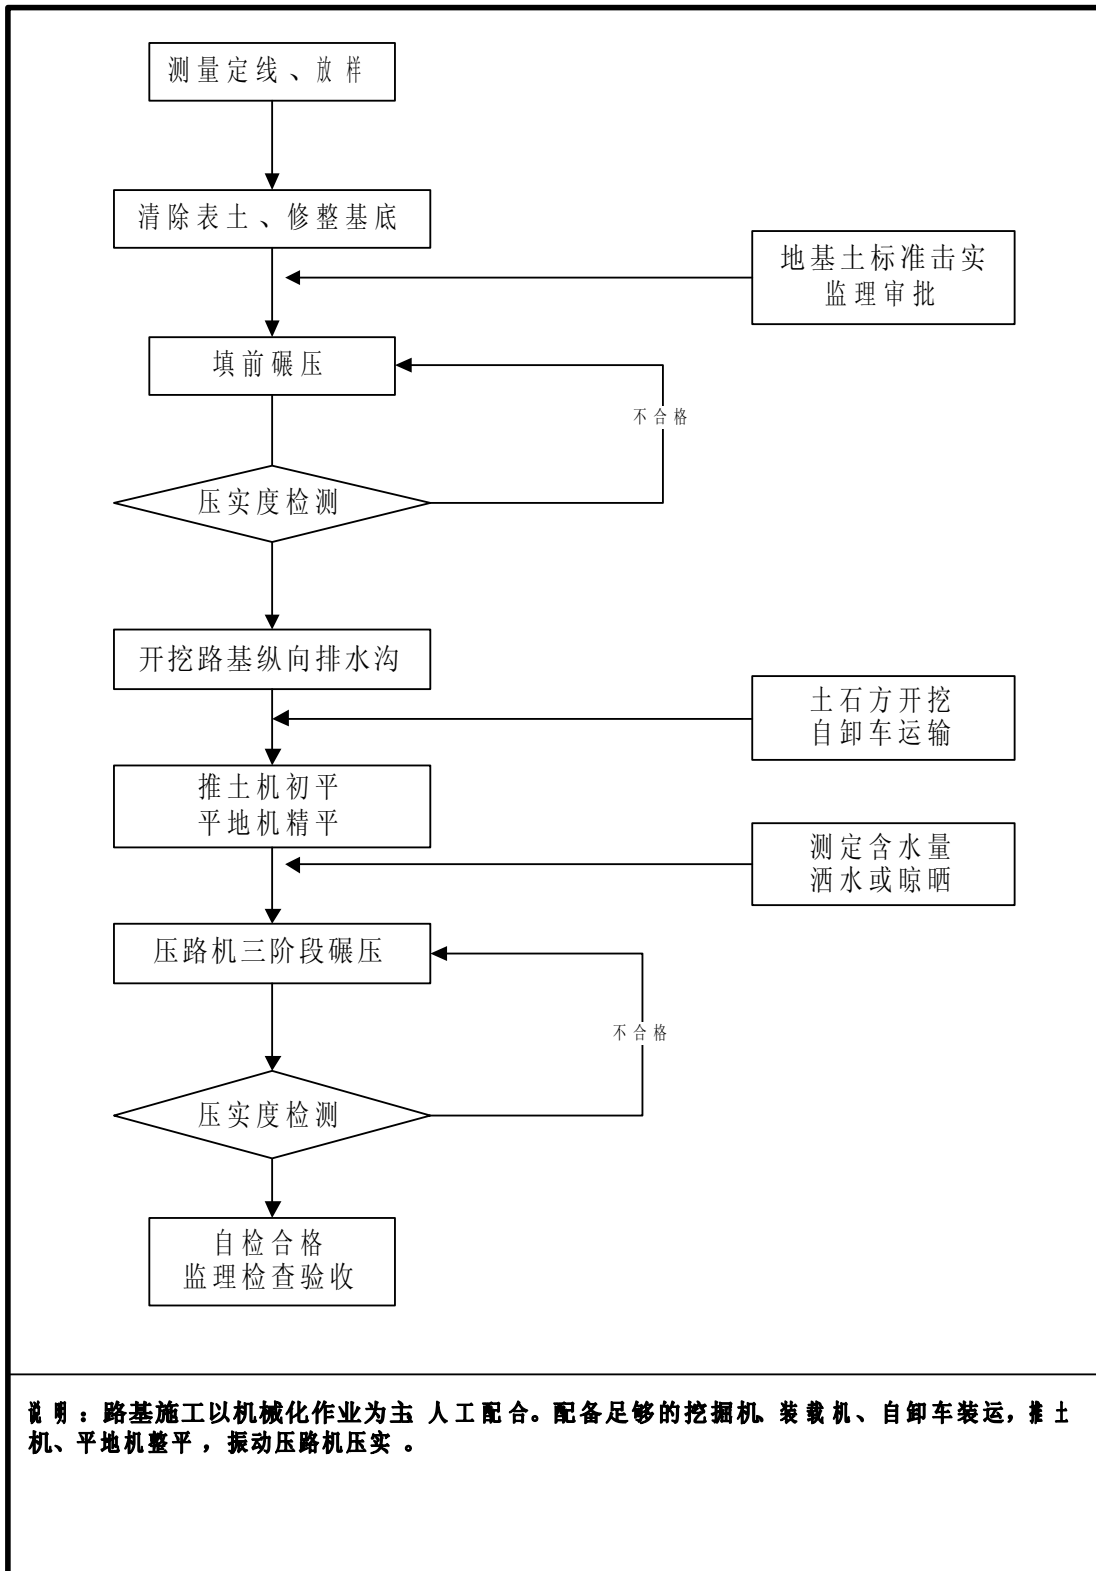 测量定线、放样
清除表土、修整基底
地基土标准击实
监理审批
填前碾压
不合格
压实度检测
开挖路基纵向排水沟
土石方开挖
自卸车运输
推土机初平
平地机精平
测定含水量
洒水或晾晒
压路机三阶段碾压
不合格
压实度检测
自检合格
监理检查验收
说明：路基施工以机械化作业为主 人工配合。配备足够的挖掘机、装载机、自卸车装运，推土
机、平地机整平，振动压路机压实。